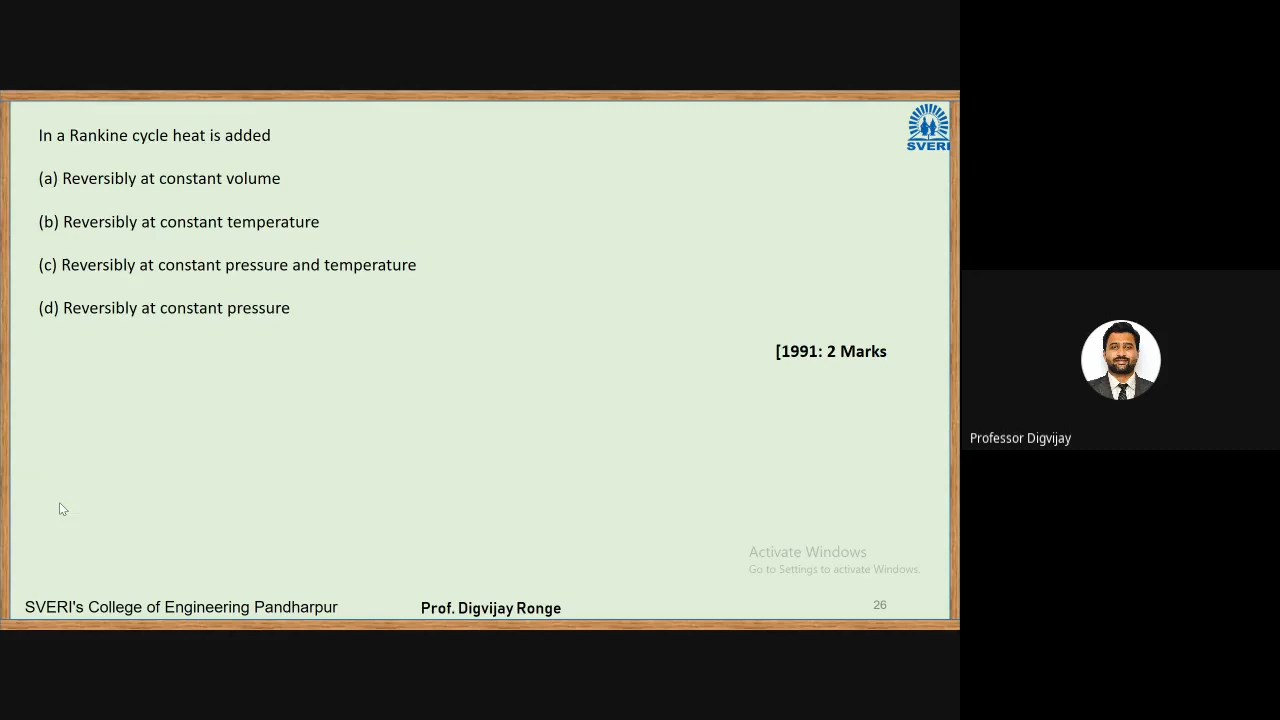 In a Rankine cycle heat is added
(a) Reversibly at constant volume
(b) Reversibly at constant temperature
(c) Reversibly at constant pressure and temperature
(d) Reversibly at constant pressure
[1991: 2 Marks
SVERI
Professor Digvijay
Activate Windows
Go to Settings to activate Windows.
SVERI's College of Engineering Pandharpur
Prof. Digvijay Ronge
26